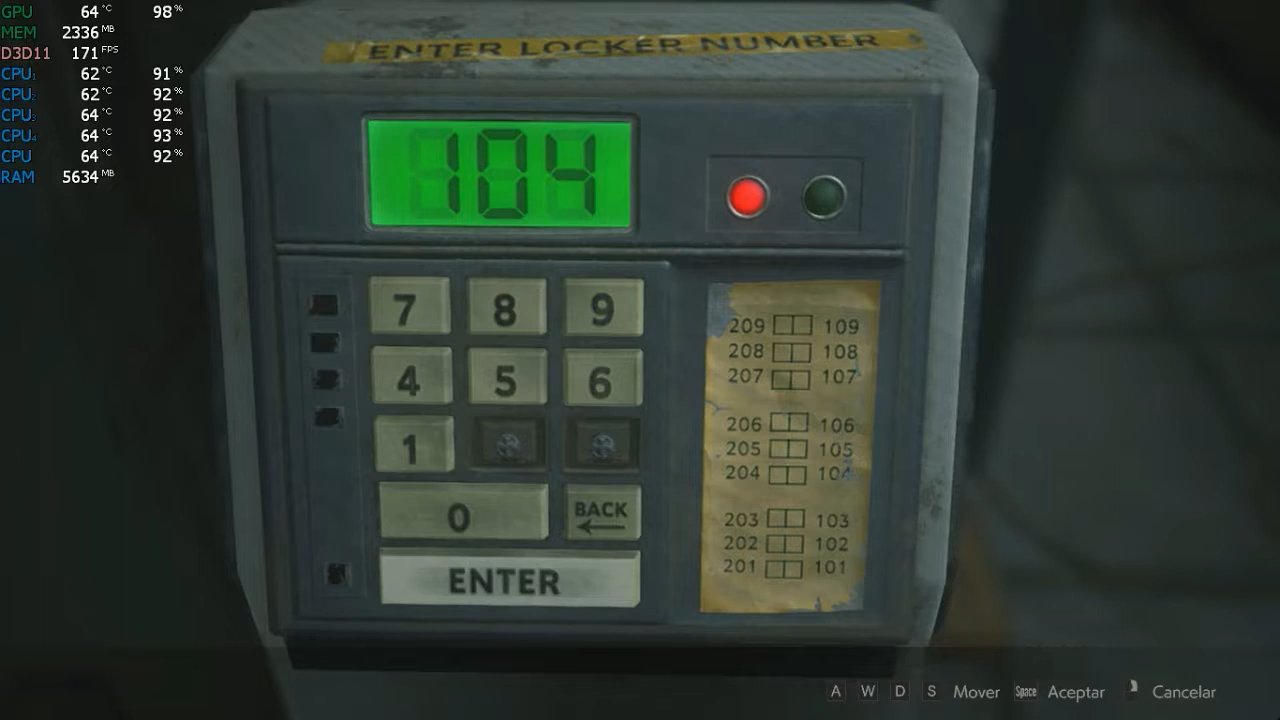 GPU 64 °C 98 %
MEM 2336 MB
D3D11 171 FPS
CPU1 62 °C 91 %
CPU2 62 °C 92 %
CPU3 64 °C 92 %
CPU4 64 °C 93 %
CPU 64 °C 92 %
RAM 5634 MB
ENTER LOCKER NUMBER
104
7 8 9
4 5 6
1
0 BACK
ENTER
209 109
208 108
207 107
206 106
205 105
204 104
203 103
202 102
201 101
A W D S Mover Space Aceptar Cancelar